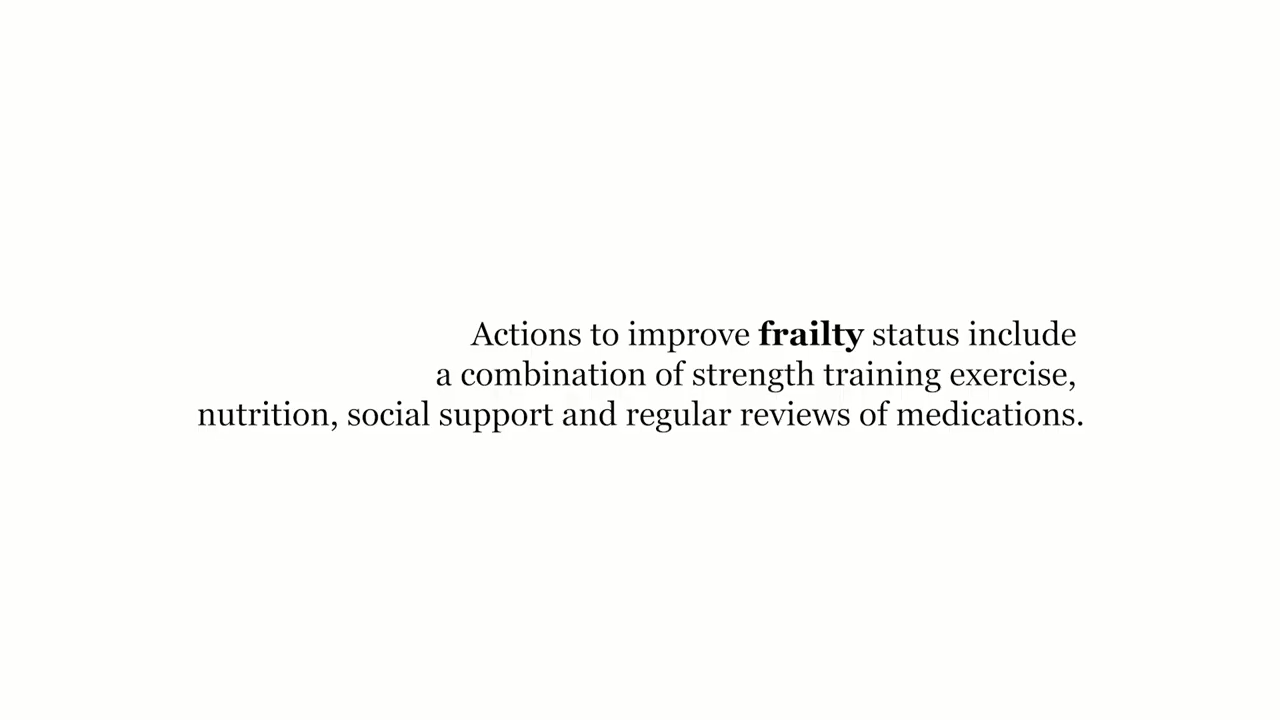 Actions to improve frailty status include
a combination of strength training exercise,
nutrition, social support and regular reviews of medications.